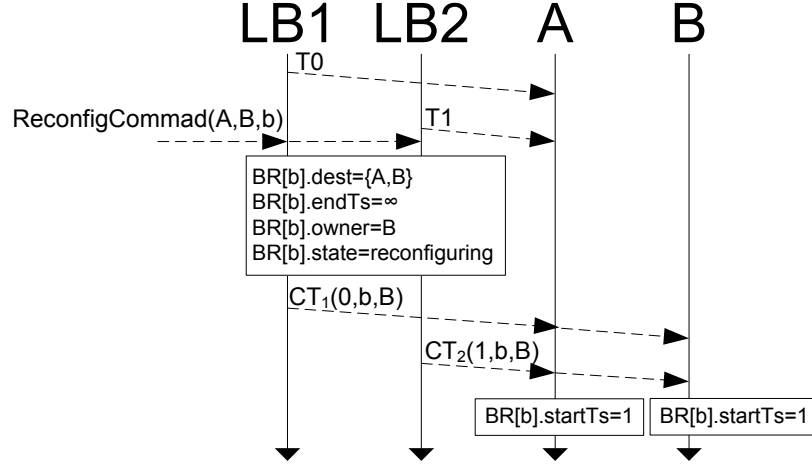 LB1 LB2 A B
T0
ReconfigCommad(A,B,b)
T1
BR[b].dest={A,B}
BR[b].endTs=∞
BR[b].owner=B
BR[b].state=reconfiguring
CT₁(0,b,B)
CT₂(1,b,B)
BR[b].startTs=1 BR[b].startTs=1